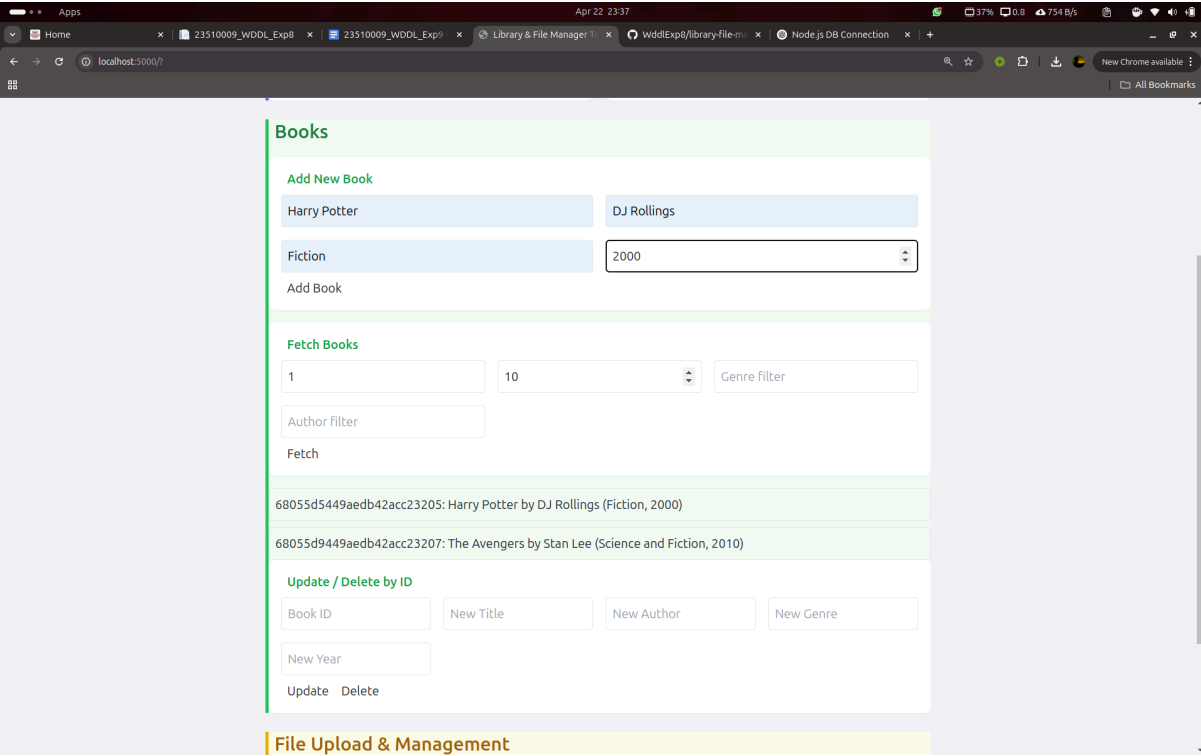 Apps
Apr 22 23:37
37% 0.8 754 B/s
Home
23510009_WDDL_Exp8
23510009_WDDL_Exp9
Library & File Manager T
WddlExp8/library-file-ma
Node.js DB Connection
localhost:5000/?
New Chrome available
All Bookmarks
Books
Add New Book
Harry Potter
DJ Rollings
Fiction
2000
Add Book
Fetch Books
1
10
Genre filter
Author filter
Fetch
68055d5449aedb42acc23205: Harry Potter by DJ Rollings (Fiction, 2000)
68055d9449aedb42acc23207: The Avengers by Stan Lee (Science and Fiction, 2010)
Update / Delete by ID
Book ID
New Title
New Author
New Genre
New Year
Update Delete
File Upload & Management